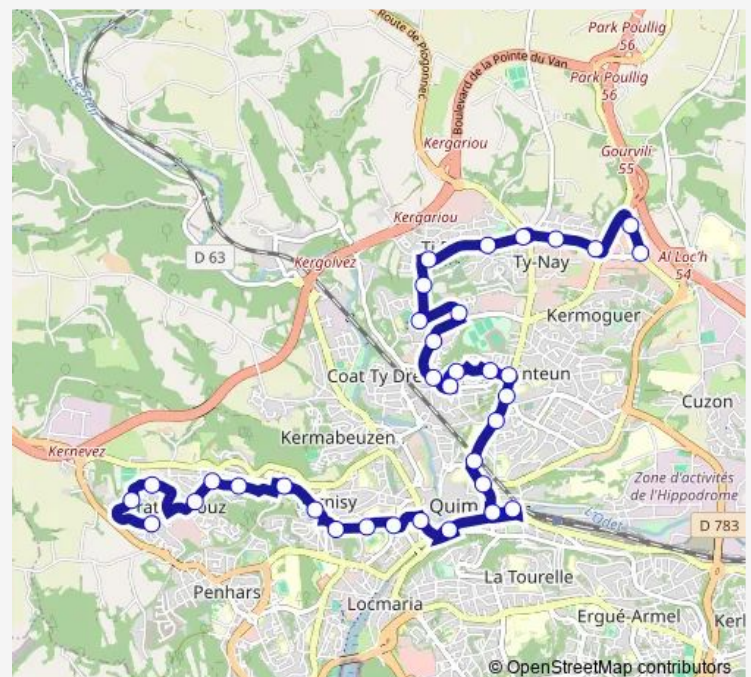 Park Poullig
56
Route de Plogonnec
Boulevard de la Pointe du Van
Park Poullig
56
Le Steïr
Kergariou
Gourvili
55
Kergariou
D 63
Kergolvez
Ty-Nay
Al Loc'h
54
Kermoguer
Coat Ty
Cuzon
Kermabeuzen
Kernevez
Zone d'activités
de l'Hippodrome
Quim
L'Odet
D 783
La Tourelle
Penhars
Locmaria
Ergué-Armel
Kerl
© OpenStreetMap contributors